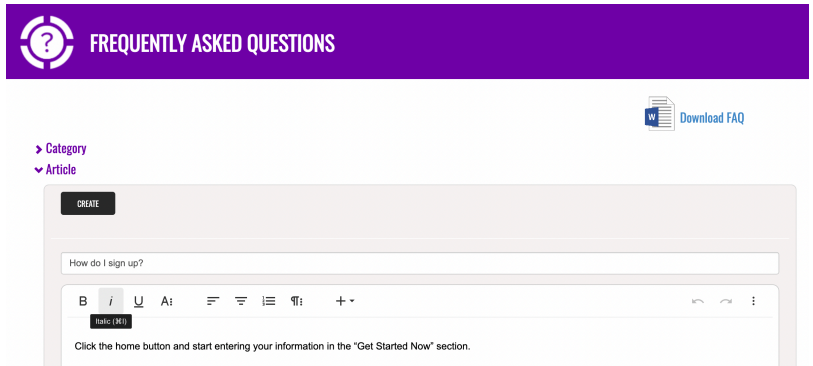 FREQUENTLY ASKED QUESTIONS
W
Download FAQ
Category
Article
CREATE
How do I sign up?
B i U A
Italic (⌘I)
Click the home button and start entering your information in the “Get Started Now” section.